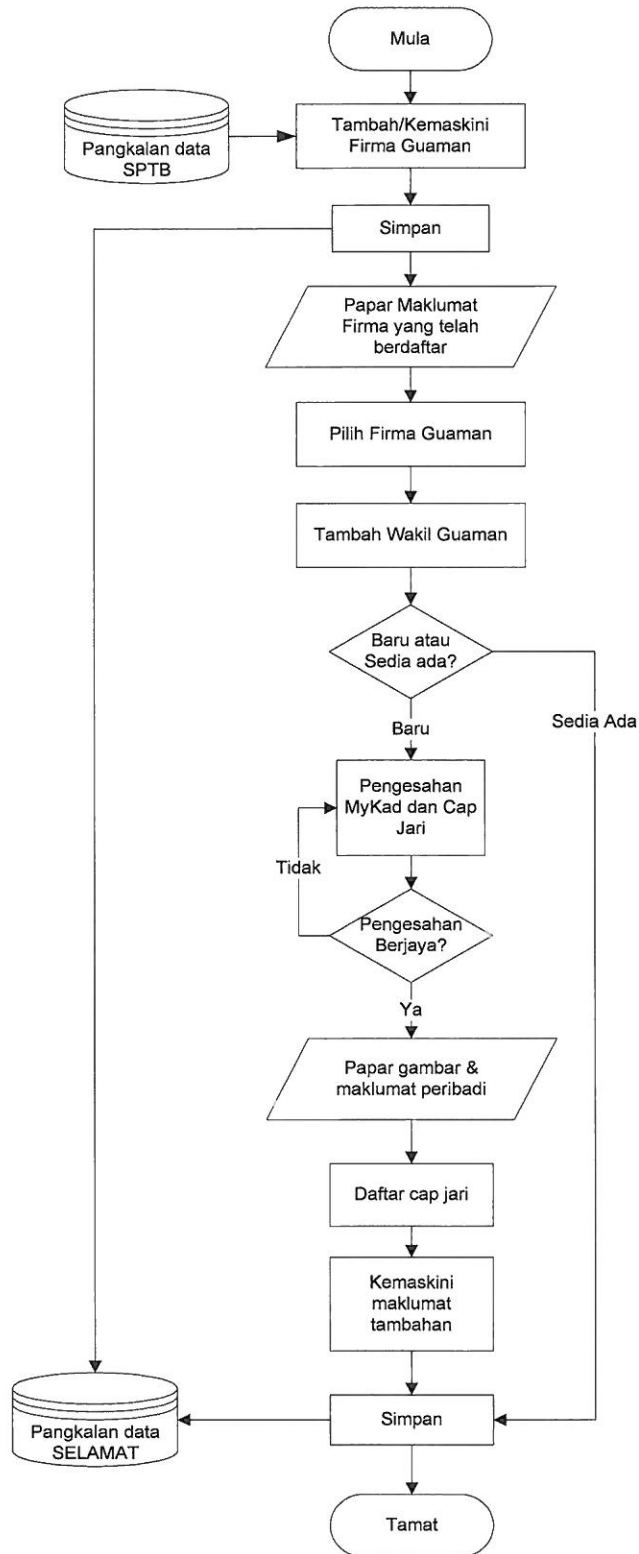 Mula
Pangkalan data
SPTB
Tambah/Kemaskini
Firma Guaman
Simpan
Papar Maklumat
Firma yang telah
berdaftar
Pilih Firma Guaman
Tambah Wakil Guaman
Baru atau
Sedia ada?
Sedia Ada
Baru
Pengesahan
MyKad dan Cap
Jari
Tidak
Pengesahan
Berjaya?
Ya
Papar gambar &
maklumat peribadi
Daftar cap jari
Kemaskini
maklumat
tambahan
Pangkalan data
SELAMAT
Simpan
Tamat